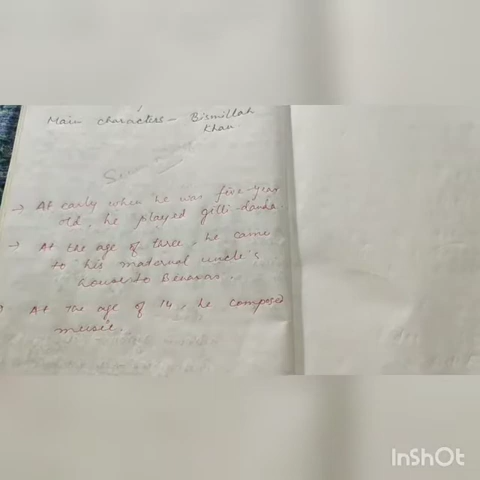 Main characters - Bismillah
Khan.
→ At early when he was five-year
old, he played gilli-danda.
→ At the age of three, he came
to his maternal uncle's
house to Benaras.
At the age of 14, he composed
music.
InShOt